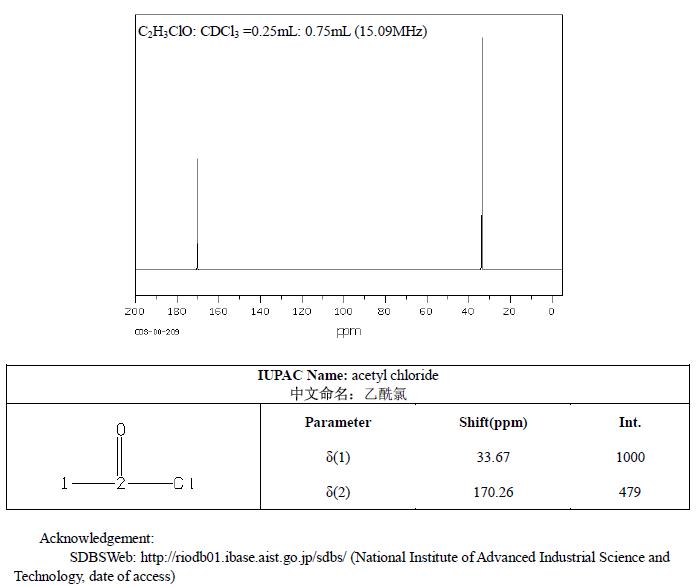 C₂H₃ClO: CDCl₃ =0.25mL: 0.75mL (15.09MHz)
200 180 160 140 120 100 80 60 40 20 0
CDS-00-209
ppm
IUPAC Name: acetyl chloride
中文命名：乙酰氯
O
1 2 Cl
Parameter Shift(ppm) Int.
δ(1) 33.67 1000
δ(2) 170.26 479
Acknowledgement:
SDBSWeb: http://riodb01.ibase.aist.go.jp/sdbs/ (National Institute of Advanced Industrial Science and
Technology, date of access)